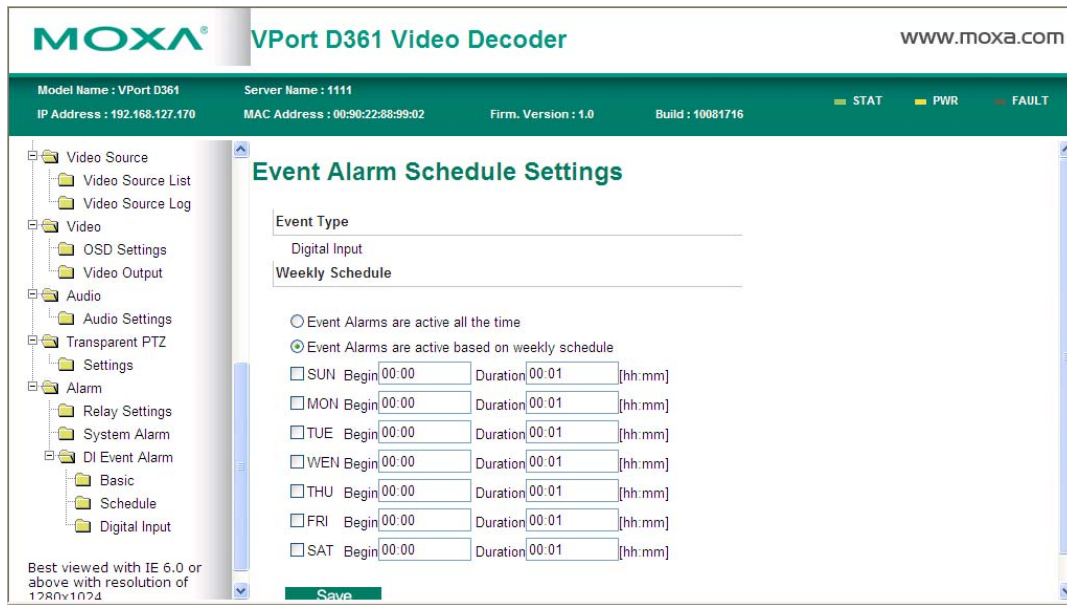 MOXA®
VPort D361 Video Decoder
www.moxa.com
Model Name : VPort D361
Server Name : 1111
IP Address : 192.168.127.170
MAC Address : 00:90:22:88:99:02
Firm. Version : 1.0
Build : 10081716
STAT
PWR
FAULT
Video Source
Video Source List
Video Source Log
Video
OSD Settings
Video Output
Audio
Audio Settings
Transparent PTZ
Settings
Alarm
Relay Settings
System Alarm
DI Event Alarm
Basic
Schedule
Digital Input
Best viewed with IE 6.0 or
above with resolution of
1280x1024
Event Alarm Schedule Settings
Event Type
Digital Input
Weekly Schedule
Event Alarms are active all the time
Event Alarms are active based on weekly schedule
SUN Begin 00:00 Duration 00:01 [hh:mm]
MON Begin 00:00 Duration 00:01 [hh:mm]
TUE Begin 00:00 Duration 00:01 [hh:mm]
WEN Begin 00:00 Duration 00:01 [hh:mm]
THU Begin 00:00 Duration 00:01 [hh:mm]
FRI Begin 00:00 Duration 00:01 [hh:mm]
SAT Begin 00:00 Duration 00:01 [hh:mm]
Save